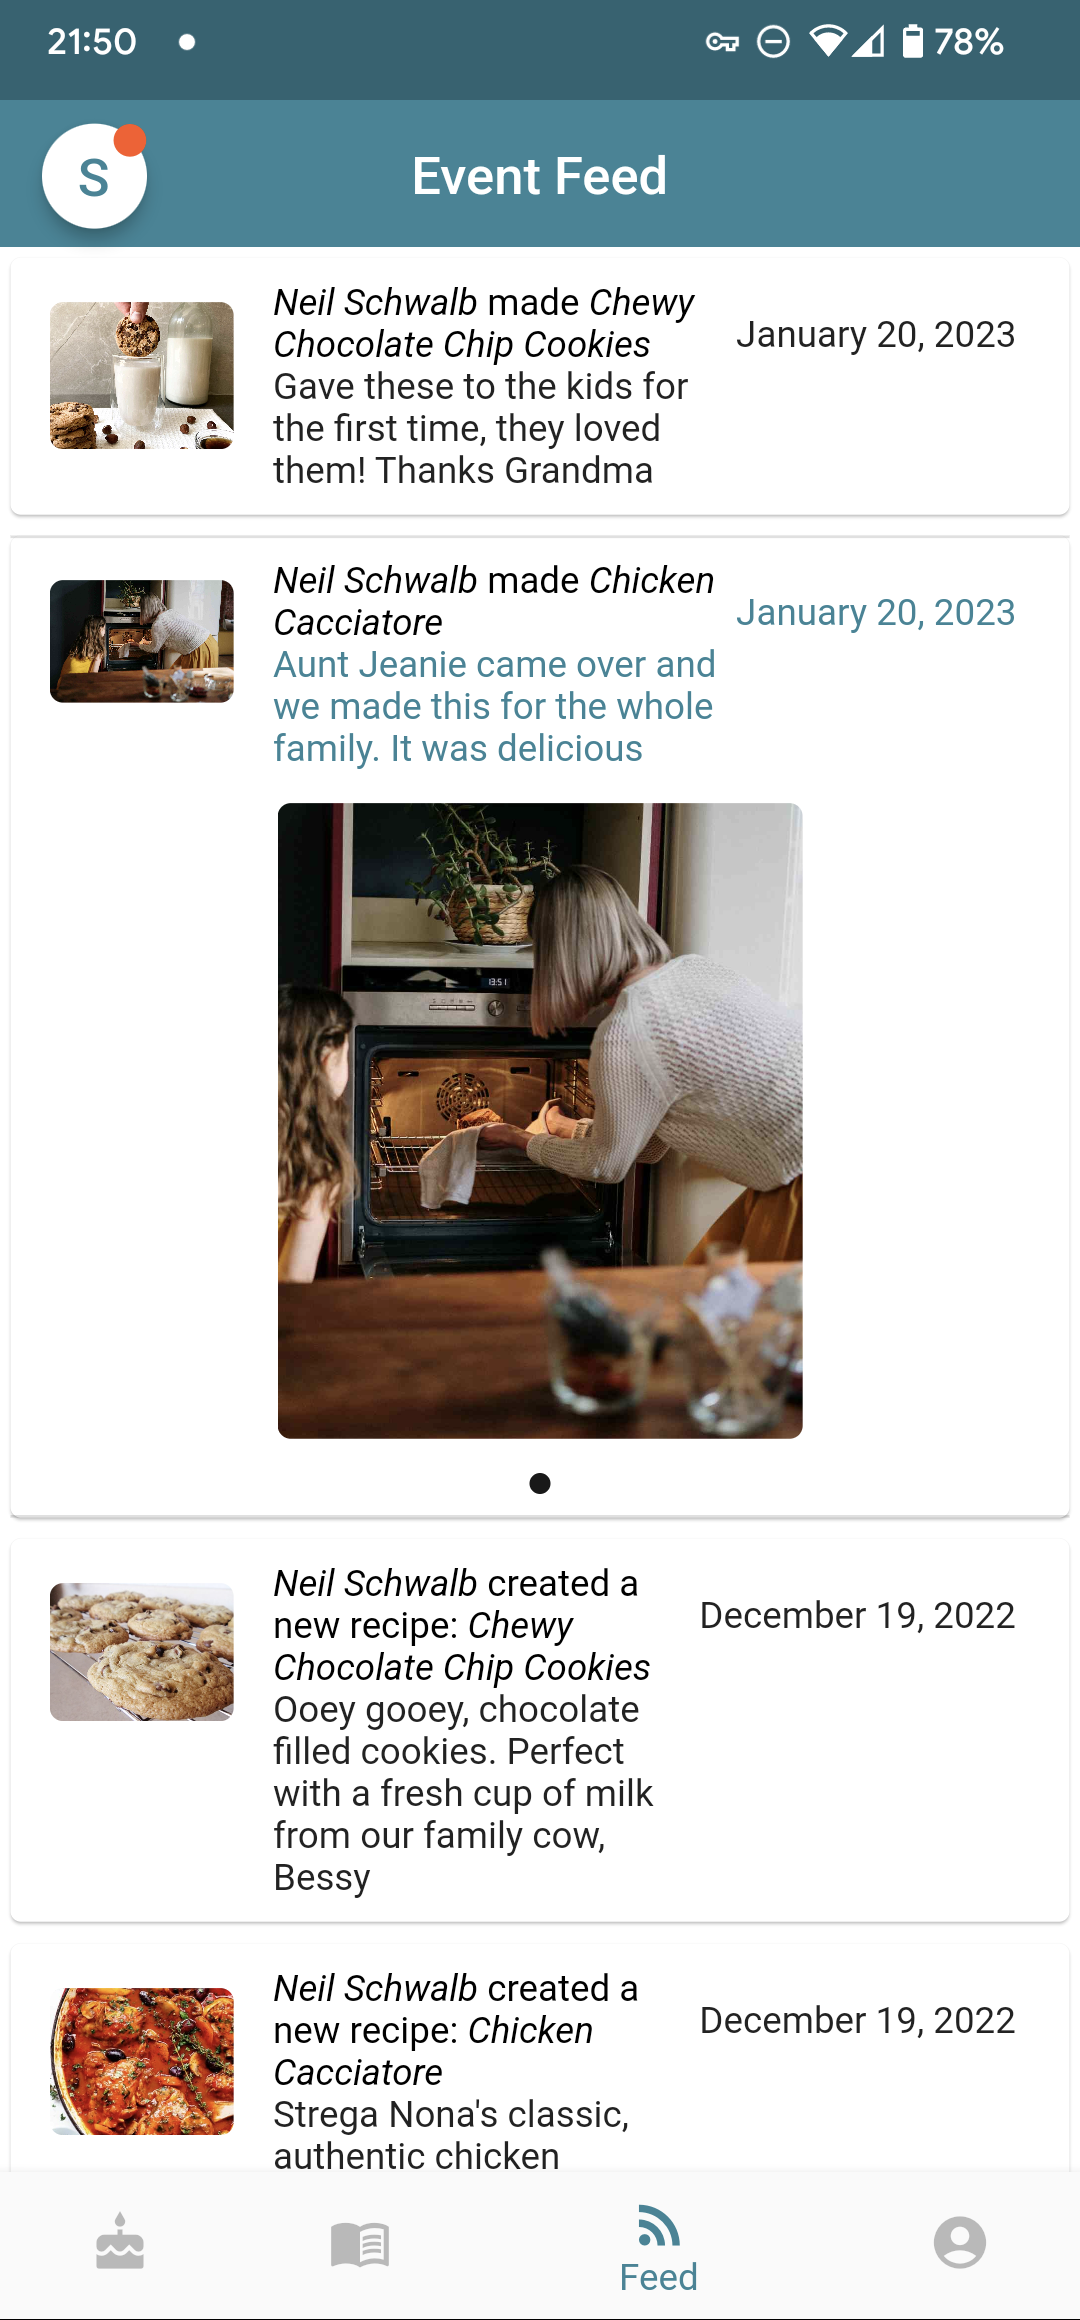 21:50
78%
S
Event Feed
Neil Schwalb made Chewy
Chocolate Chip Cookies
Gave these to the kids for
the first time, they loved
them! Thanks Grandma
January 20, 2023
Neil Schwalb made Chicken
Cacciatore
Aunt Jeanie came over and
we made this for the whole
family. It was delicious
January 20, 2023
13:51
Neil Schwalb created a
new recipe: Chewy
Chocolate Chip Cookies
Ooey gooey, chocolate
filled cookies. Perfect
with a fresh cup of milk
from our family cow,
Bessy
December 19, 2022
Neil Schwalb created a
new recipe: Chicken
Cacciatore
Strega Nona's classic,
authentic chicken
December 19, 2022
Feed